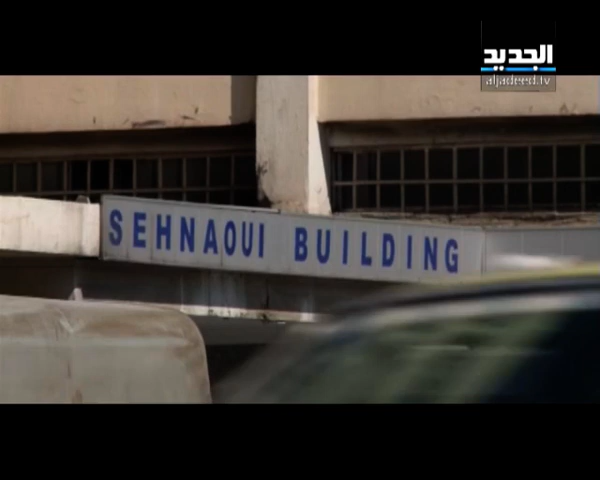 الجديد
aljadeed.tv
SEHNAOUI BUILDING